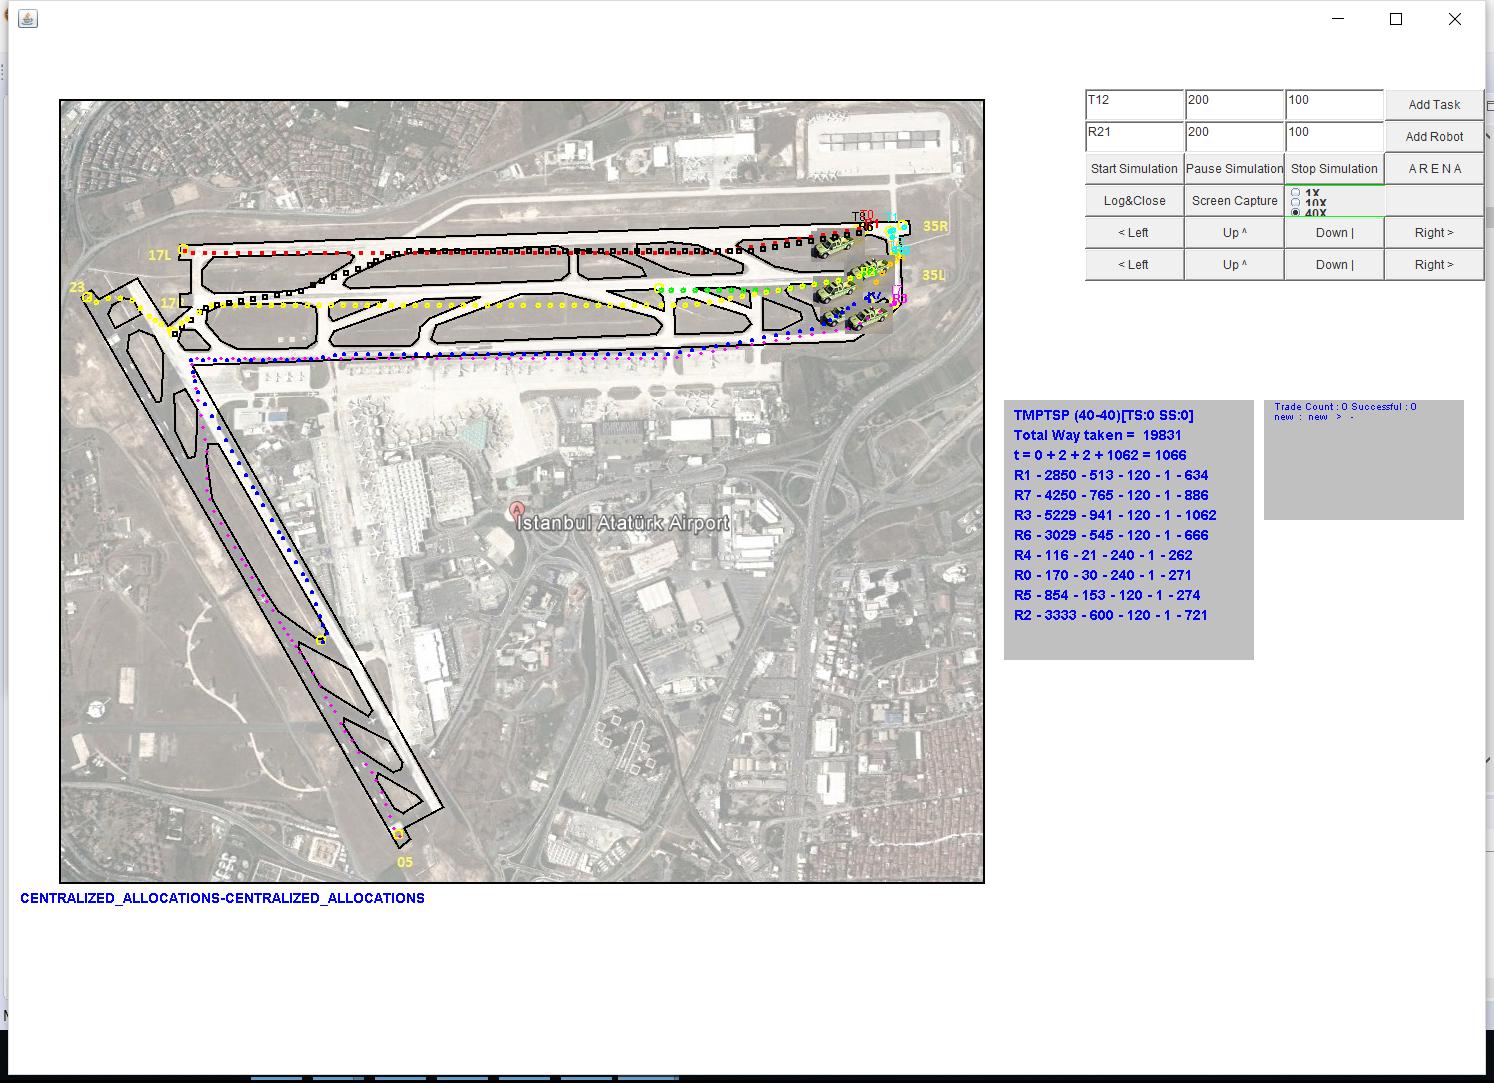 T12 200 100 Add Task
R21 200 100 Add Robot
Start Simulation Pause Simulation Stop Simulation A R E N A
Log&Close Screen Capture 1X
10X
40X
< Left Up ^ Down | Right >
< Left Up ^ Down | Right >
T8 T0
35R
17L
35L
23
17R
R3
İstanbul Atatürk Airport
A
05
CENTRALIZED_ALLOCATIONS-CENTRALIZED_ALLOCATIONS
TMPTSP (40-40)[TS:0 SS:0]
Total Way taken = 19831
t = 0 + 2 + 2 + 1062 = 1066
R1 - 2850 - 513 - 120 - 1 - 634
R7 - 4250 - 765 - 120 - 1 - 886
R3 - 5229 - 941 - 120 - 1 - 1062
R6 - 3029 - 545 - 120 - 1 - 666
R4 - 116 - 21 - 240 - 1 - 262
R0 - 170 - 30 - 240 - 1 - 271
R5 - 854 - 153 - 120 - 1 - 274
R2 - 3333 - 600 - 120 - 1 - 721
Trade Count : 0 Successful : 0
new : new > -